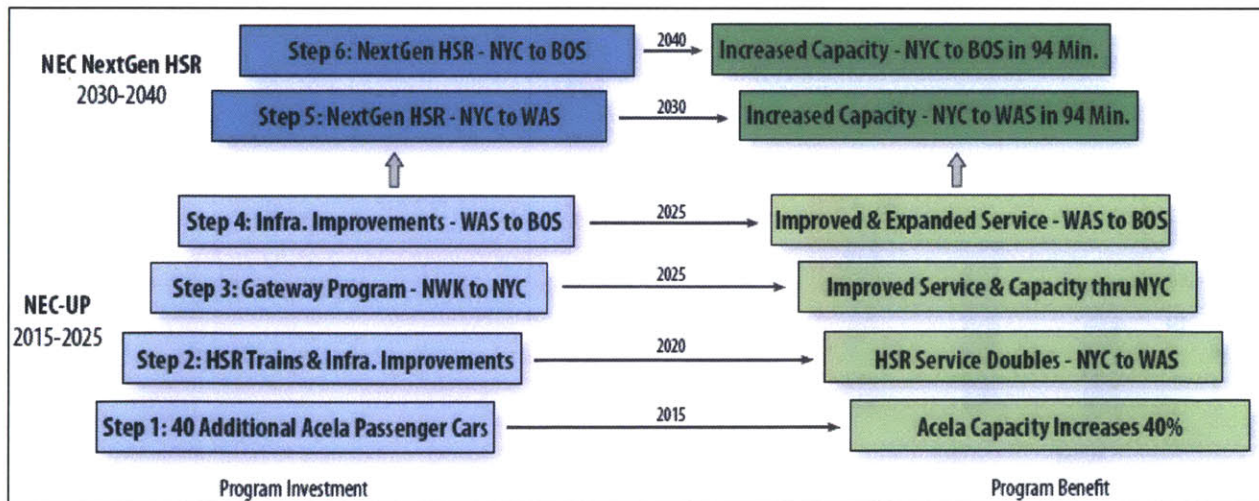 NEC NextGen HSR
2030-2040
Step 6: NextGen HSR - NYC to BOS
2040
Increased Capacity - NYC to BOS in 94 Min.
Step 5: NextGen HSR - NYC to WAS
2030
Increased Capacity - NYC to WAS in 94 Min.
Step 4: Infra. Improvements - WAS to BOS
2025
Improved & Expanded Service - WAS to BOS
NEC-UP
2015-2025
Step 3: Gateway Program - NWK to NYC
2025
Improved Service & Capacity thru NYC
Step 2: HSR Trains & Infra. Improvements
2020
HSR Service Doubles - NYC to WAS
Step 1: 40 Additional Acela Passenger Cars
2015
Acela Capacity Increases 40%
Program Investment
Program Benefit